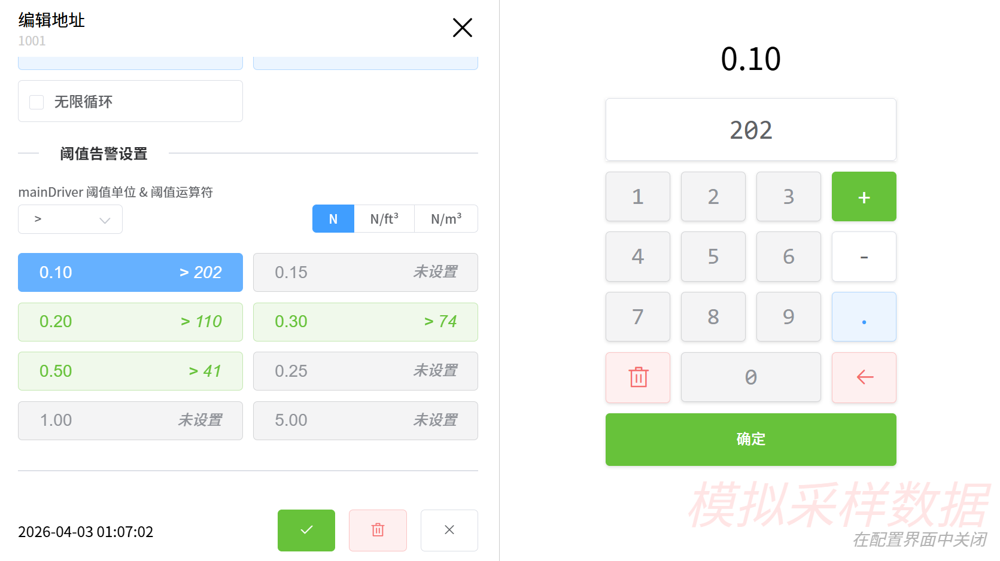 编辑地址
1001
无限循环
阈值告警设置
mainDriver 阈值单位 & 阈值运算符
>
N
N/ft³
N/m³
0.10 > 202
0.15 未设置
0.20 > 110
0.30 > 74
0.50 > 41
0.25 未设置
1.00 未设置
5.00 未设置
2026-04-03 01:07:02
0.10
202
1 2 3 +
4 5 6 -
7 8 9 .
0
确定
模拟采样数据
在配置界面中关闭